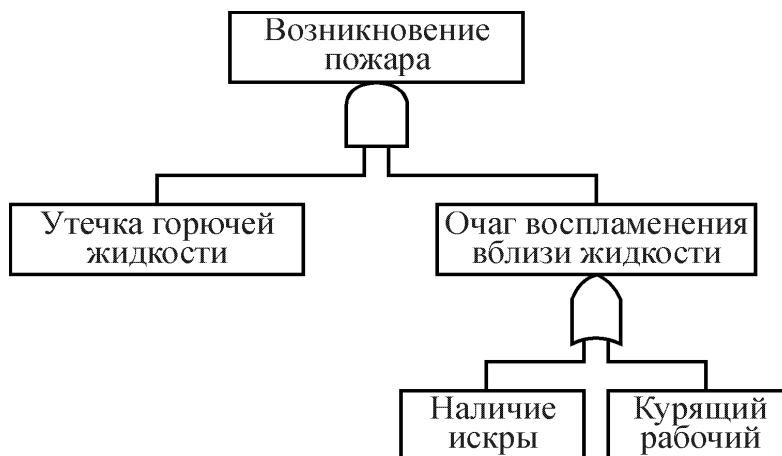 Возникновение
пожара
Утечка горючей
жидкости
Очаг воспламенения
вблизи жидкости
Наличие
искры
Курящий
рабочий